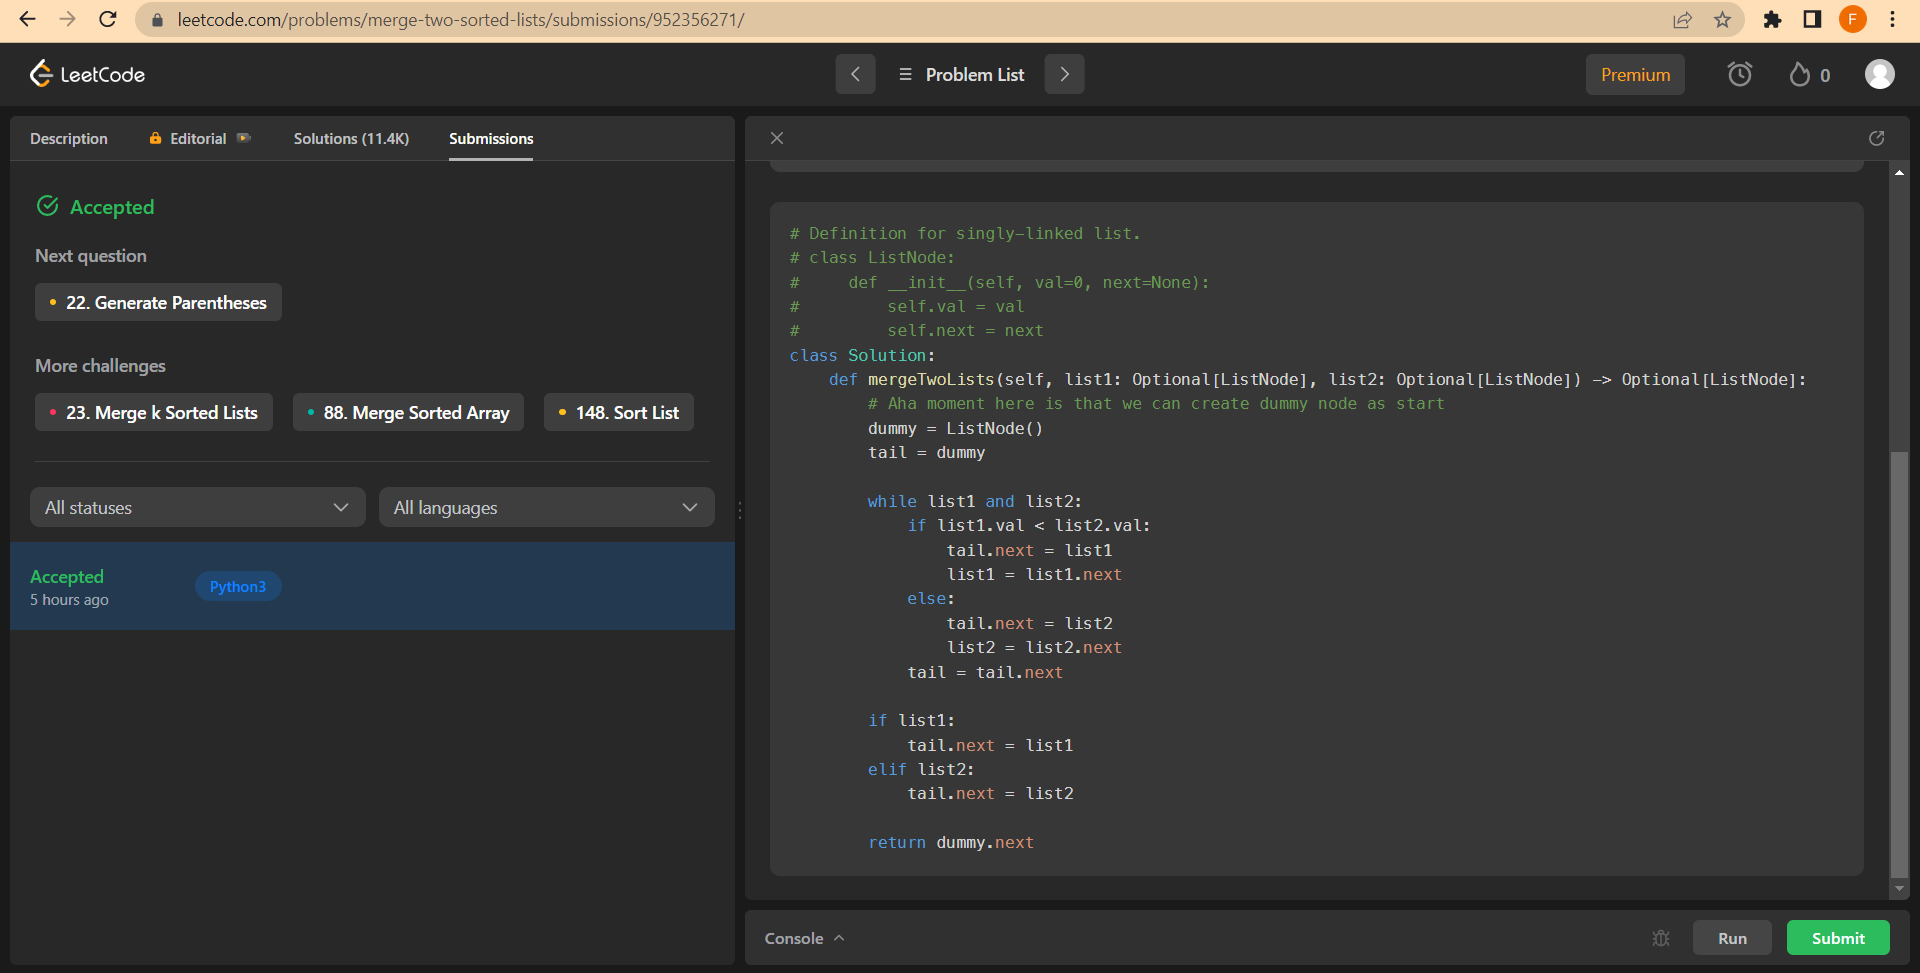 leetcode.com/problems/merge-two-sorted-lists/submissions/952356271/
F
LeetCode
Problem List
Premium
0
Description
Editorial
Solutions (11.4K)
Submissions
Accepted
Next question
22. Generate Parentheses
More challenges
23. Merge k Sorted Lists
88. Merge Sorted Array
148. Sort List
All statuses
All languages
Accepted
Python3
5 hours ago
# Definition for singly-linked list.
# class ListNode:
#     def __init__(self, val=0, next=None):
#         self.val = val
#         self.next = next
class Solution:
    def mergeTwoLists(self, list1: Optional[ListNode], list2: Optional[ListNode]) -> Optional[ListNode]:
        # Aha moment here is that we can create dummy node as start
        dummy = ListNode()
        tail = dummy

        while list1 and list2:
            if list1.val < list2.val:
                tail.next = list1
                list1 = list1.next
            else:
                tail.next = list2
                list2 = list2.next
            tail = tail.next

        if list1:
            tail.next = list1
        elif list2:
            tail.next = list2

        return dummy.next
Console
Run
Submit